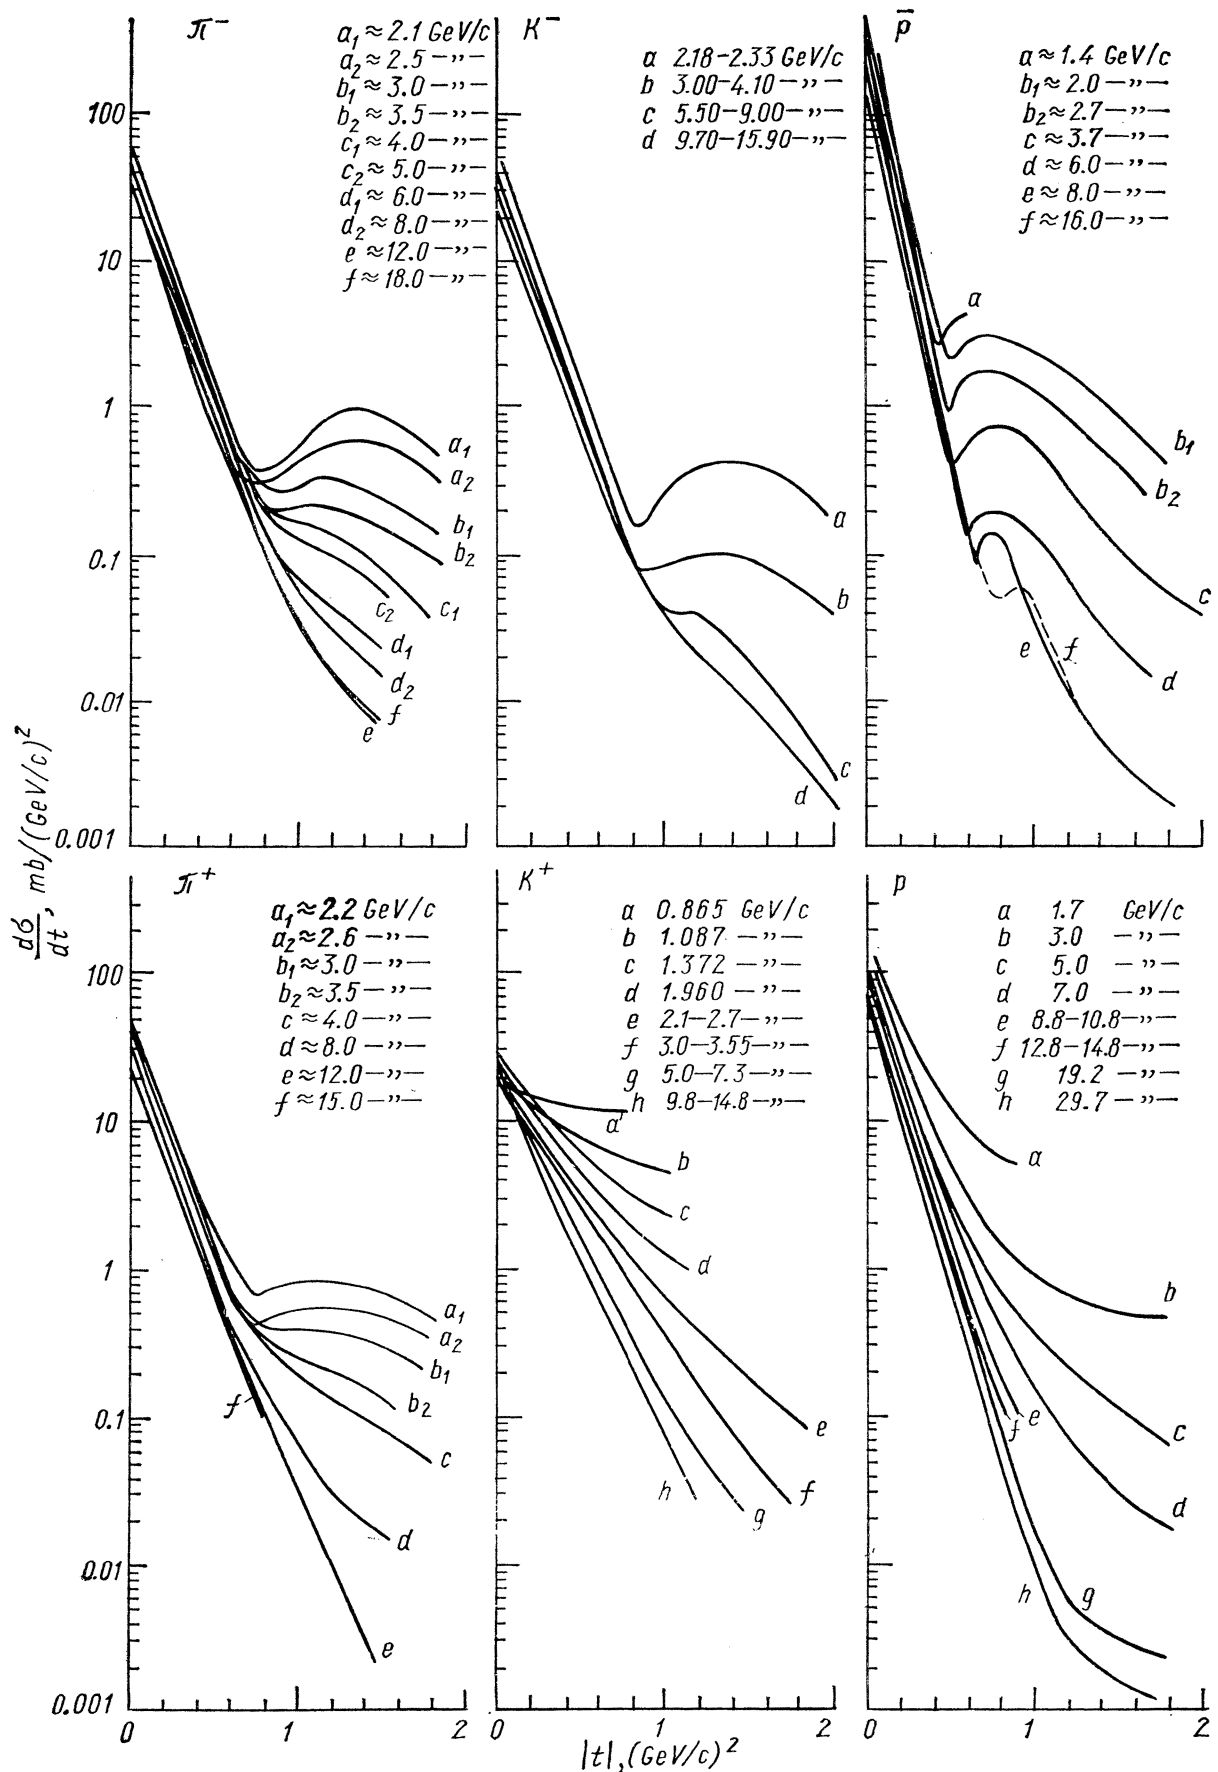 π⁻
a₁ ≈ 2.1 GeV/c
a₂ ≈ 2.5 —„—
b₁ ≈ 3.0 —„—
b₂ ≈ 3.5 —„—
c₁ ≈ 4.0 —„—
c₂ ≈ 5.0 —„—
d₁ ≈ 6.0 —„—
d₂ ≈ 8.0 —„—
e ≈ 12.0 —„—
f ≈ 18.0 —„—
100
10
1
0.1
0.01
0.001
a₁
a₂
b₁
b₂
c₂
c₁
d₁
d₂
f
e
K⁻
a 2.18–2.33 GeV/c
b 3.00–4.10 —„—
c 5.50–9.00 —„—
d 9.70–15.90 —„—
a
b
c
d
p̄
a ≈ 1.4 GeV/c
b₁ ≈ 2.0 —„—
b₂ ≈ 2.7 —„—
c ≈ 3.7 —„—
d ≈ 6.0 —„—
e ≈ 8.0 —„—
f ≈ 16.0 —„—
a
b₁
b₂
c
e
f
d
dσ/dt, mb/(GeV/c)²
π⁺
a₁ ≈ 2.2 GeV/c
a₂ ≈ 2.6 —„—
b₁ ≈ 3.0 —„—
b₂ ≈ 3.5 —„—
c ≈ 4.0 —„—
d ≈ 8.0 —„—
e ≈ 12.0 —„—
f ≈ 15.0 —„—
100
10
1
0.1
0.01
0.001
a₁
a₂
b₁
b₂
f
c
d
e
0 1 2
K⁺
a 0.865 GeV/c
b 1.087 —„—
c 1.372 —„—
d 1.960 —„—
e 2.1–2.7 —„—
f 3.0–3.55 —„—
g 5.0–7.3 —„—
h 9.8–14.8 —„—
a
b
c
d
e
h
g
f
0 1 2
p
a 1.7 GeV/c
b 3.0 —„—
c 5.0 —„—
d 7.0 —„—
e 8.8–10.8 —„—
f 12.8–14.8 —„—
g 19.2 —„—
h 29.7 —„—
a
b
f e
c
d
h
g
0 1 2
|t|, (GeV/c)²